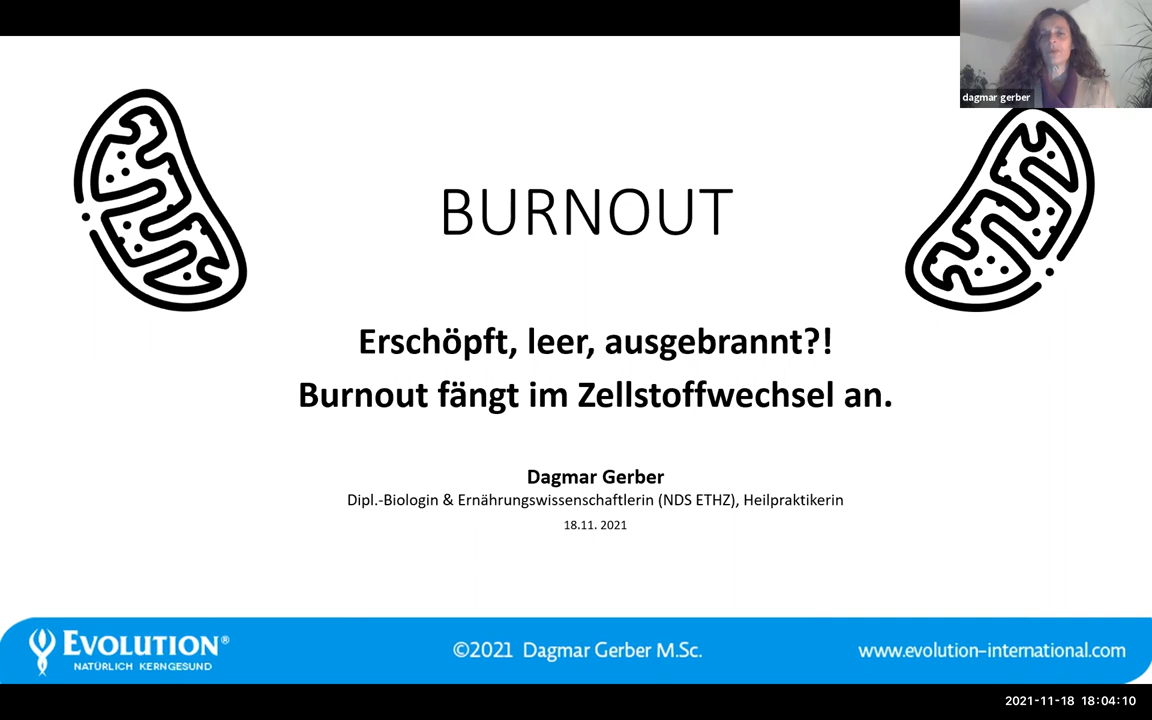 dagmar gerber
BURNOUT
Erschöpft, leer, ausgebrannt?!
Burnout fängt im Zellstoffwechsel an.
Dagmar Gerber
Dipl.-Biologin & Ernährungswissenschaftlerin (NDS ETHZ), Heilpraktikerin
18.11. 2021
EVOLUTION®
NATÜRLICH KERNGESUND
©2021 Dagmar Gerber M.Sc.
www.evolution-international.com
2021-11-18 18:04:10